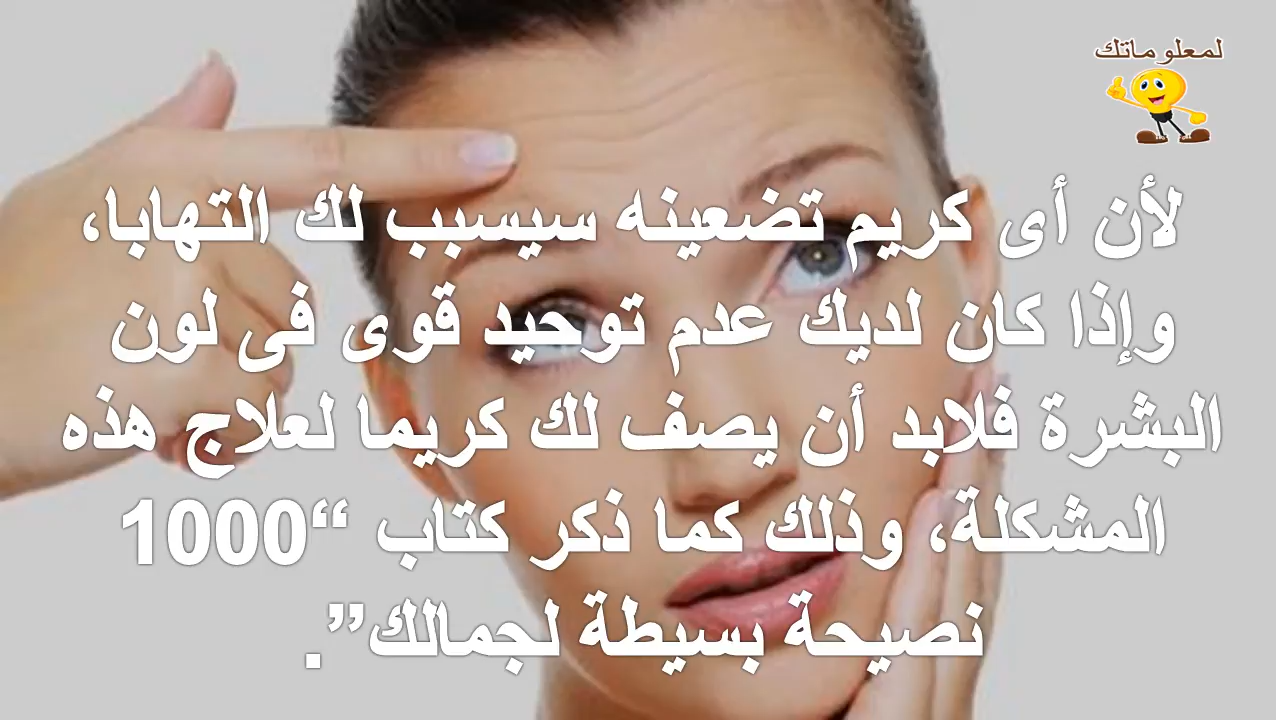 لمعلوماتك
لأن أى كريم تضعينه سيسبب لك التهابا،
وإذا كان لديك عدم توحيد قوى فى لون
البشرة فلابد أن يصف لك كريما لعلاج هذه
المشكلة، وذلك كما ذكر كتاب “1000
نصيحة بسيطة لجمالك”.